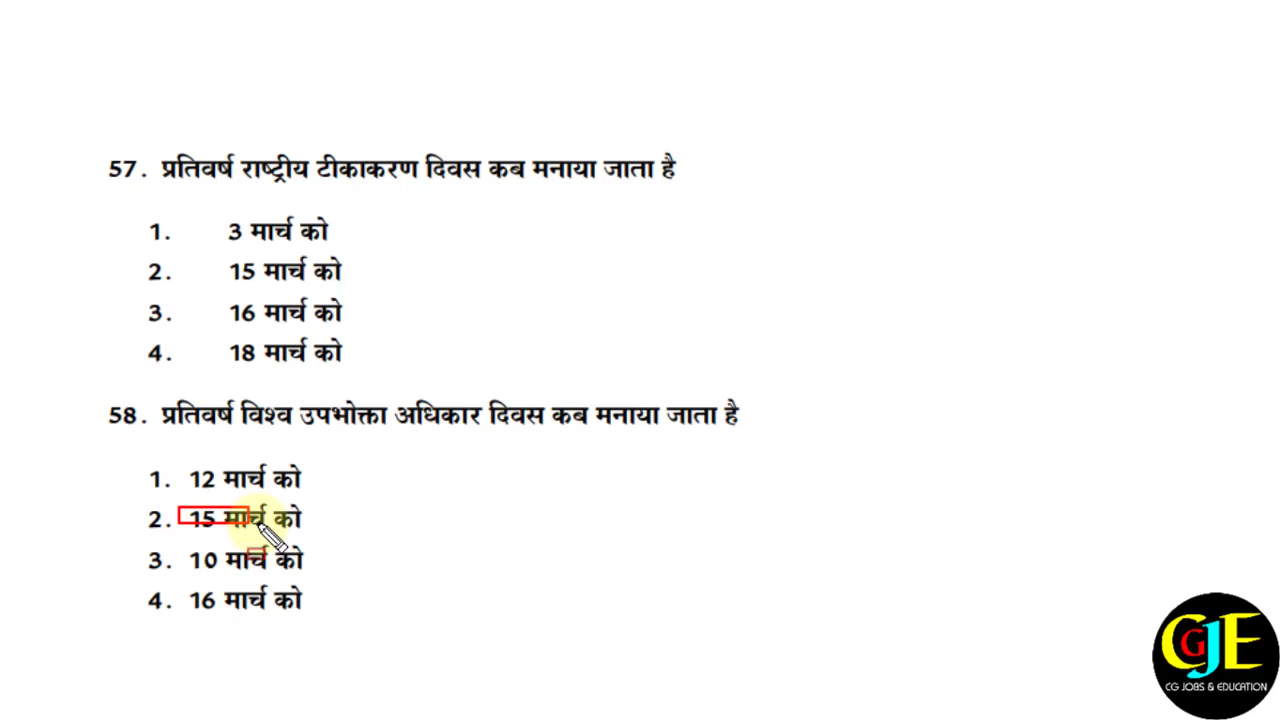 57. प्रतिवर्ष राष्ट्रीय टीकाकरण दिवस कब मनाया जाता है
1. 3 मार्च को
2. 15 मार्च को
3. 16 मार्च को
4. 18 मार्च को
58. प्रतिवर्ष विश्व उपभोक्ता अधिकार दिवस कब मनाया जाता है
1. 12 मार्च को
2. 15 मार्च को
3. 10 मार्च को
4. 16 मार्च को
CGJE
CG JOBS & EDUCATION